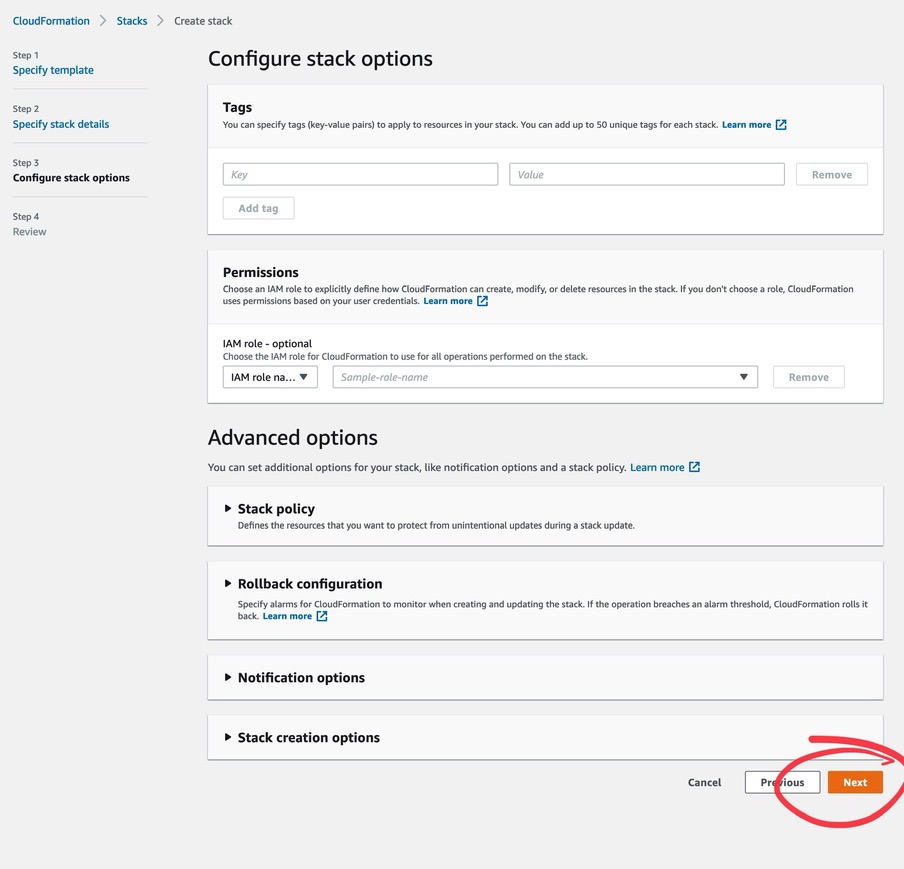 CloudFormation > Stacks > Create stack
Step 1
Specify template
Step 2
Specify stack details
Step 3
Configure stack options
Step 4
Review
Configure stack options
Tags
You can specify tags (key-value pairs) to apply to resources in your stack. You can add up to 50 unique tags for each stack. Learn more
Key Value Remove
Add tag
Permissions
Choose an IAM role to explicitly define how CloudFormation can create, modify, or delete resources in the stack. If you don't choose a role, CloudFormation
uses permissions based on your user credentials. Learn more
IAM role - optional
Choose the IAM role for CloudFormation to use for all operations performed on the stack.
IAM role na... Sample-role-name Remove
Advanced options
You can set additional options for your stack, like notification options and a stack policy. Learn more
Stack policy
Defines the resources that you want to protect from unintentional updates during a stack update.
Rollback configuration
Specify alarms for CloudFormation to monitor when creating and updating the stack. If the operation breaches an alarm threshold, CloudFormation rolls it
back. Learn more
Notification options
Stack creation options
Cancel Previous Next